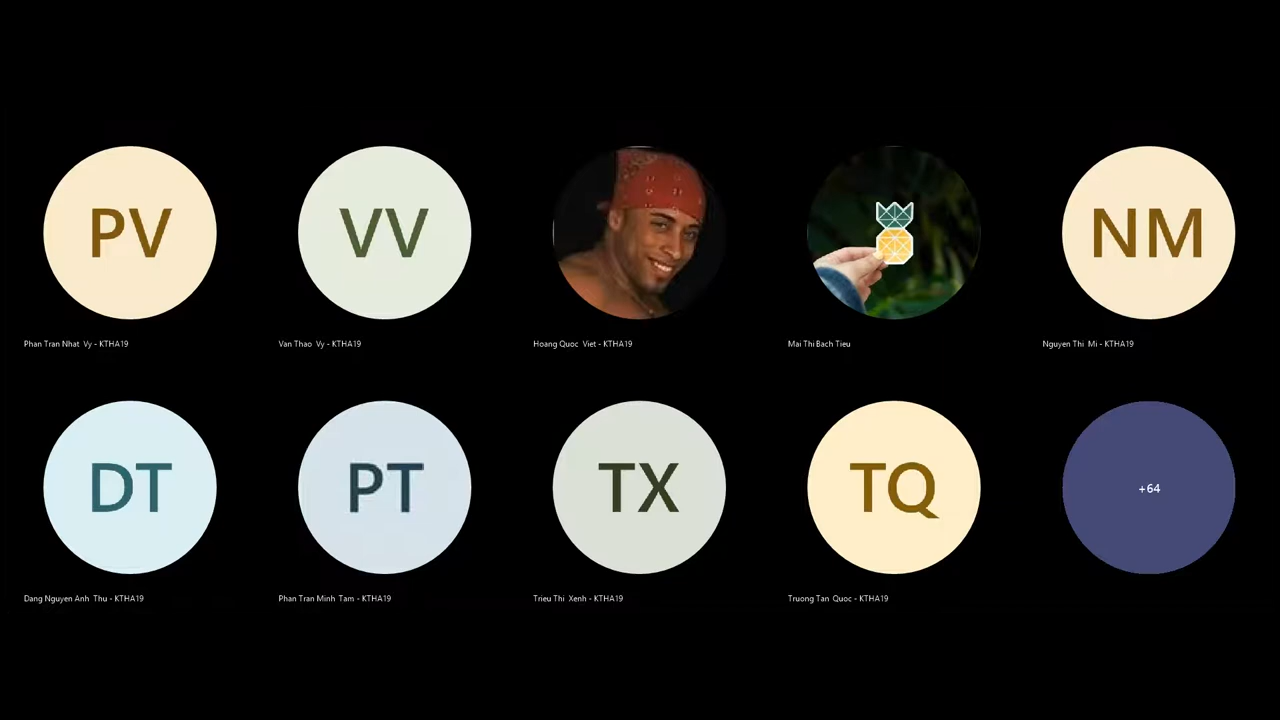 PV
VV
NM
Phan Tran Nhat Vy - KTHA19
Van Thao Vy - KTHA19
Hoang Quoc Viet - KTHA19
Mai Thi Bach Tieu
Nguyen Thi Mi - KTHA19
DT
PT
TX
TQ
+64
Dang Nguyen Anh Thu - KTHA19
Phan Tran Minh Tam - KTHA19
Trieu Thi Xenh - KTHA19
Truong Tan Quoc - KTHA19